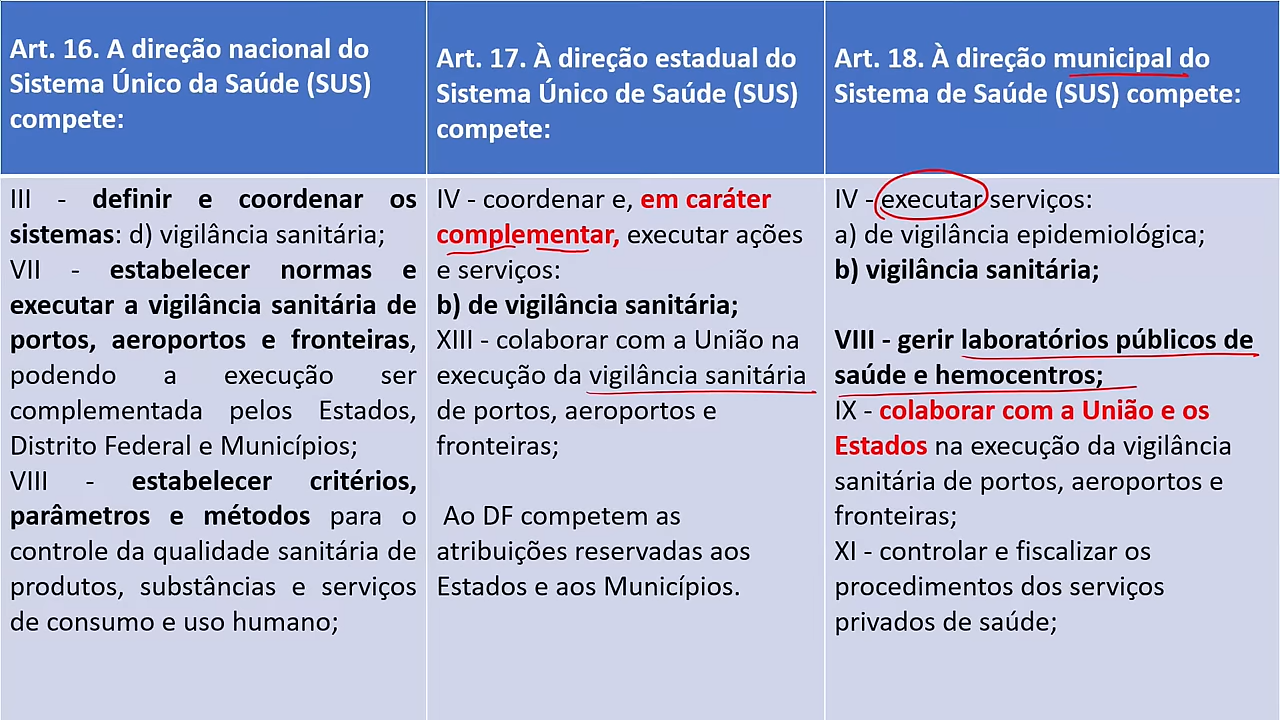 Art. 16. A direção nacional do
Sistema Único da Saúde (SUS)
compete:
Art. 17. À direção estadual do
Sistema Único de Saúde (SUS)
compete:
Art. 18. À direção municipal do
Sistema de Saúde (SUS) compete:
III - definir e coordenar os
sistemas: d) vigilância sanitária;
VII - estabelecer normas e
executar a vigilância sanitária de
portos, aeroportos e fronteiras,
podendo a execução ser
complementada pelos Estados,
Distrito Federal e Municípios;
VIII - estabelecer critérios,
parâmetros e métodos para o
controle da qualidade sanitária de
produtos, substâncias e serviços
de consumo e uso humano;
IV - coordenar e, em caráter
complementar, executar ações
e serviços:
b) de vigilância sanitária;
XIII - colaborar com a União na
execução da vigilância sanitária
de portos, aeroportos e
fronteiras;
Ao DF competem as
atribuições reservadas aos
Estados e aos Municípios.
IV - executar serviços:
a) de vigilância epidemiológica;
b) vigilância sanitária;
VIII - gerir laboratórios públicos de
saúde e hemocentros;
IX - colaborar com a União e os
Estados na execução da vigilância
sanitária de portos, aeroportos e
fronteiras;
XI - controlar e fiscalizar os
procedimentos dos serviços
privados de saúde;